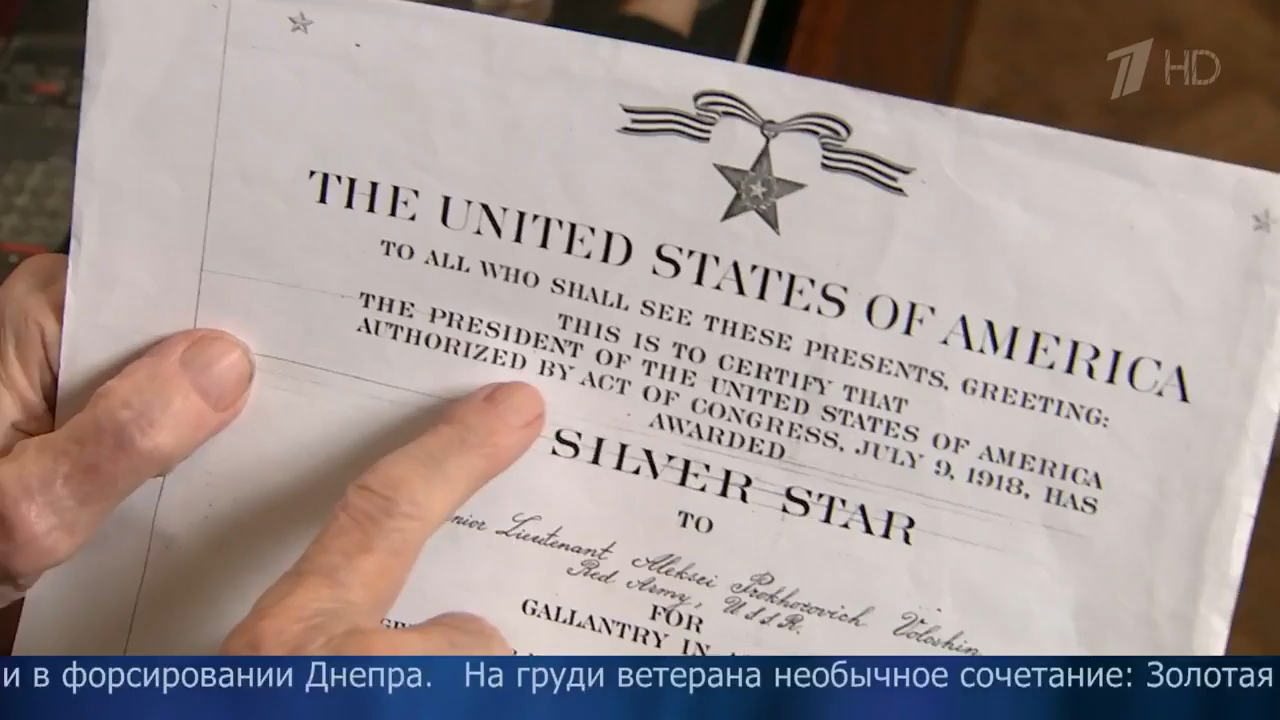 1 HD
THE UNITED STATES OF AMERICA
TO ALL WHO SHALL SEE THESE PRESENTS, GREETING:
THIS IS TO CERTIFY THAT
THE PRESIDENT OF THE UNITED STATES OF AMERICA
AUTHORIZED BY ACT OF CONGRESS, JULY 9, 1918, HAS
AWARDED
SILVER STAR
TO
Lieutenant Aleksei Prokhorovich Voloshin
Red Army, U.S.S.R.
FOR
GALLANTRY IN
и в форсировании Днепра. На груди ветерана необычное сочетание: Золотая